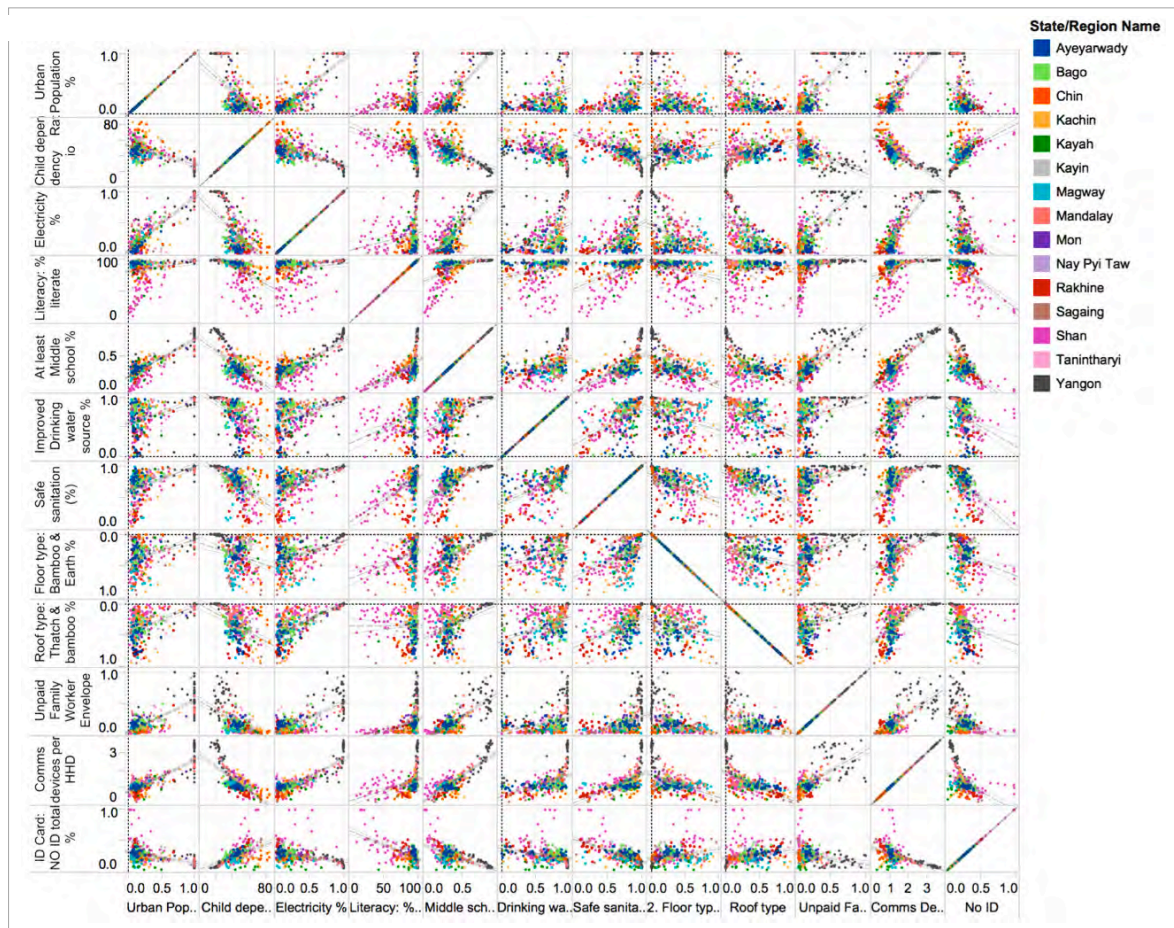 State/Region Name
Ayeyarwady
Bago
Chin
Kachin
Kayah
Kayin
Magway
Mandalay
Mon
Nay Pyi Taw
Rakhine
Sagaing
Shan
Tanintharyi
Yangon
Urban
Population
%
1.0
0.0
Child depen
dency Ra
io
80
0
Electricity
%
1.0
0.0
Literacy: %
literate
100
0
At least
Middle
school %
0.5
0.0
Improved
Drinking
water
source %
1.0
0.0
Safe
sanitation
(%)
1.0
0.0
Floor type:
Bamboo &
Earth %
0.0
1.0
Roof type:
Thatch &
bamboo %
0.0
1.0
Unpaid
Family
Worker
Envelope
1.0
0.0
Comms
devices per
HHD
3
0
ID Card:
NO ID total
%
1.0
0.0
0.0 0.5 1.0 0 80 0.0 0.5 1.0 0 50 100 0.0 0.5 0.0 0.5 1.0 0.0 0.5 1.0 0.0 0.5 1.0 0.0 0.5 1.0 0.0 0.5 1.0 0 1 2 3 0.0 0.5 1.0
Urban Pop.. Child depe.. Electricity % Literacy: %.. Middle sch.. Drinking wa.. Safe sanita.. 2. Floor typ.. Roof type Unpaid Fa.. Comms De.. No ID